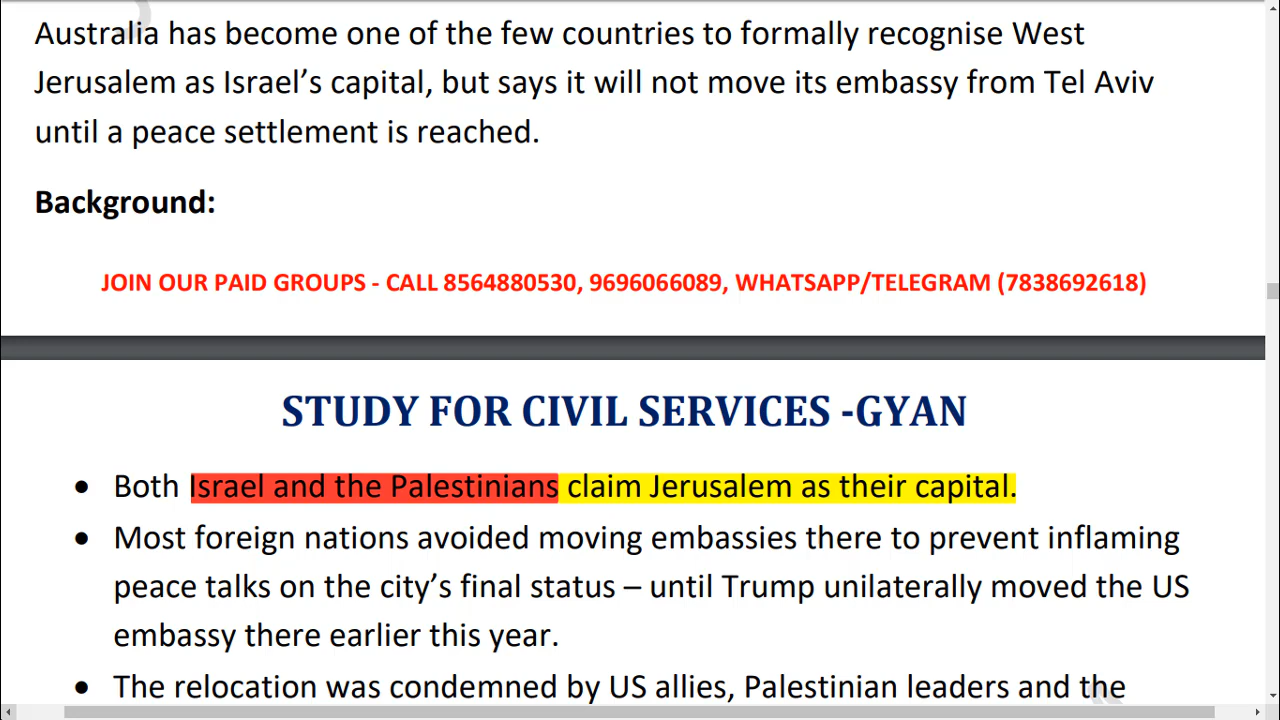 Australia has become one of the few countries to formally recognise West
Jerusalem as Israel’s capital, but says it will not move its embassy from Tel Aviv
until a peace settlement is reached.
Background:
JOIN OUR PAID GROUPS - CALL 8564880530, 9696066089, WHATSAPP/TELEGRAM (7838692618)
STUDY FOR CIVIL SERVICES -GYAN
• Both Israel and the Palestinians claim Jerusalem as their capital.
• Most foreign nations avoided moving embassies there to prevent inflaming
peace talks on the city’s final status – until Trump unilaterally moved the US
embassy there earlier this year.
• The relocation was condemned by US allies, Palestinian leaders and the